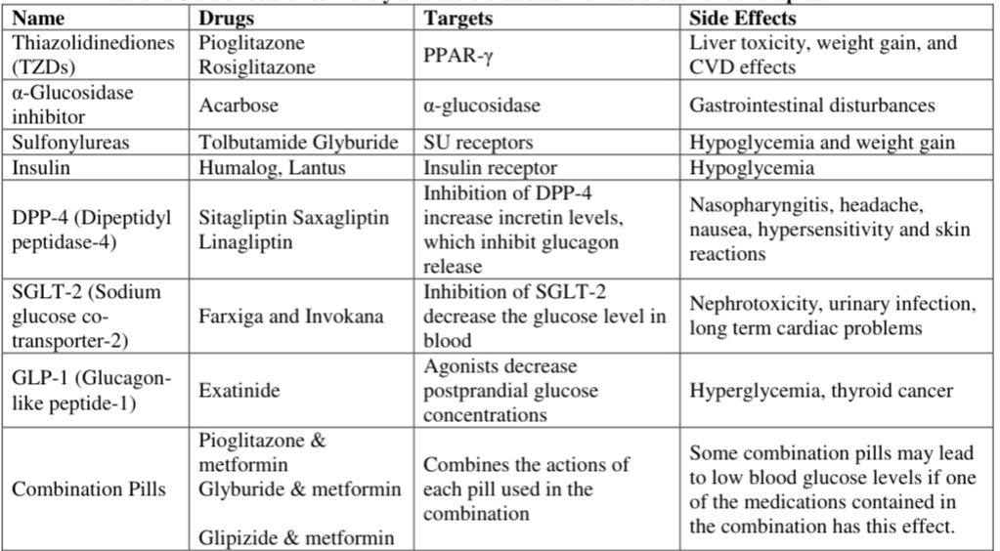 Name Drugs Targets Side Effects
Thiazolidinediones
(TZDs)
Pioglitazone
Rosiglitazone
PPAR-γ
Liver toxicity, weight gain, and
CVD effects
α-Glucosidase
inhibitor
Acarbose
α-glucosidase
Gastrointestinal disturbances
Sulfonylureas
Tolbutamide Glyburide
SU receptors
Hypoglycemia and weight gain
Insulin
Humalog, Lantus
Insulin receptor
Hypoglycemia
DPP-4 (Dipeptidyl
peptidase-4)
Sitagliptin Saxagliptin
Linagliptin
Inhibition of DPP-4
increase incretin levels,
which inhibit glucagon
release
Nasopharyngitis, headache,
nausea, hypersensitivity and skin
reactions
SGLT-2 (Sodium
glucose co-
transporter-2)
Farxiga and Invokana
Inhibition of SGLT-2
decrease the glucose level in
blood
Nephrotoxicity, urinary infection,
long term cardiac problems
GLP-1 (Glucagon-
like peptide-1)
Exatinide
Agonists decrease
postprandial glucose
concentrations
Hyperglycemia, thyroid cancer
Combination Pills
Pioglitazone &
metformin
Glyburide & metformin
Glipizide & metformin
Combines the actions of
each pill used in the
combination
Some combination pills may lead
to low blood glucose levels if one
of the medications contained in
the combination has this effect.